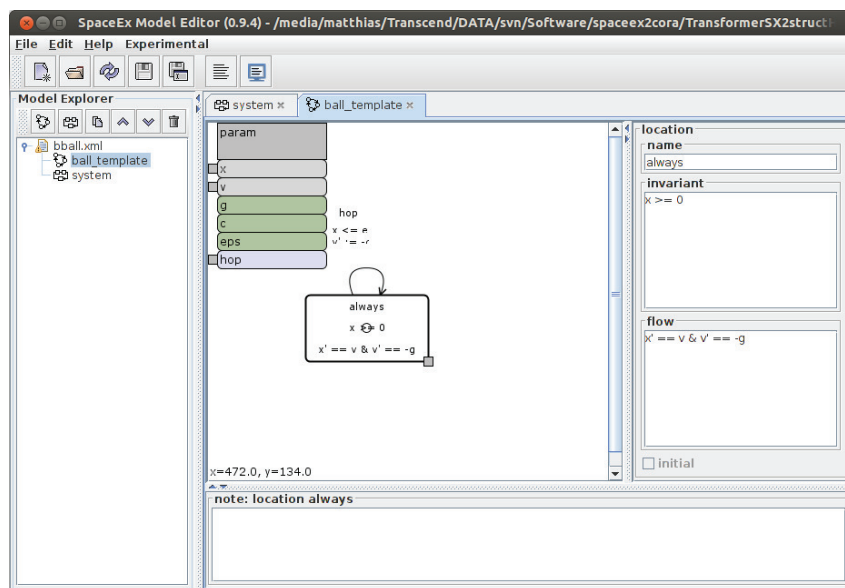 SpaceEx Model Editor (0.9.4) - /media/matthias/Transcend/DATA/svn/Software/spaceex2cora/TransformerSX2struct
File Edit Help Experimental
Model Explorer
bball.xml
ball_template
system
system ×
ball_template ×
param
x
v
g
c
eps
hop
hop
x <= e
v' := -c
always
x >= 0
x' == v & v' == -g
x=472.0, y=134.0
location
name
always
invariant
x >= 0
flow
x' == v & v' == -g
initial
note: location always